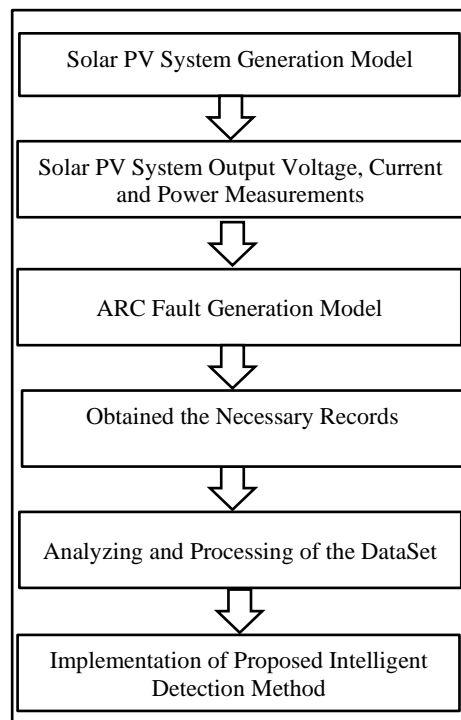 Solar PV System Generation Model
Solar PV System Output Voltage, Current
and Power Measurements
ARC Fault Generation Model
Obtained the Necessary Records
Analyzing and Processing of the DataSet
Implementation of Proposed Intelligent
Detection Method